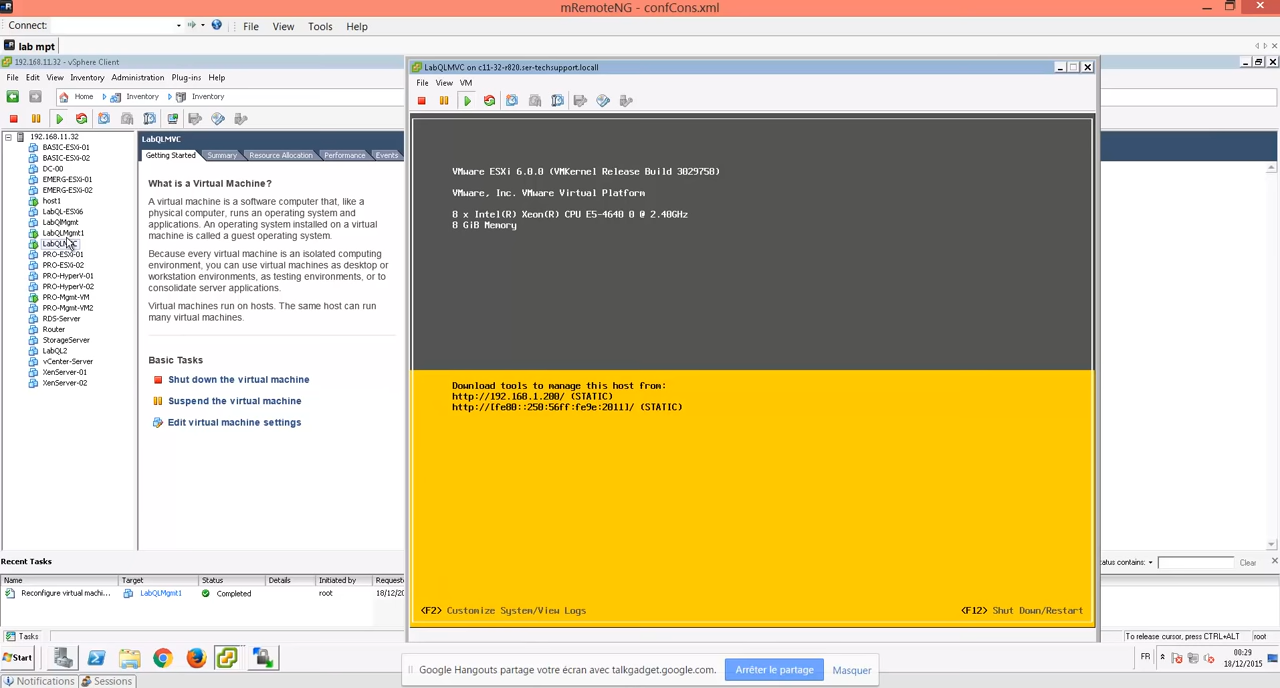 mRemoteNG - confCons.xml
Connect: File View Tools Help
lab mpt
192.168.11.32 - vSphere Client
File Edit View Inventory Administration Plug-ins Help
Home Inventory Inventory
192.168.11.32
BASIC-ESXi-01
BASIC-ESXi-02
DC-00
EMERG-ESXi-01
EMERG-ESXi-02
host1
LabQL-ESXi6
LabQlMgmt
LabQLMgmt1
PRO-ESXi-01
PRO-ESXi-02
PRO-HyperV-01
PRO-HyperV-02
PRO-Mgmt-VM
PRO-Mgmt-VM2
RDS-Server
Router
StorageServer
LabQL2
vCenter-Server
XenServer-01
XenServer-02
LabQLMVC
Getting Started Summary Resource Allocation Performance Events
What is a Virtual Machine?
A virtual machine is a software computer that, like a
physical computer, runs an operating system and
applications. An operating system installed on a virtual
machine is called a guest operating system.
Because every virtual machine is an isolated computing
environment, you can use virtual machines as desktop or
workstation environments, as testing environments, or to
consolidate server applications.
Virtual machines run on hosts. The same host can run
many virtual machines.
Basic Tasks
Shut down the virtual machine
Suspend the virtual machine
Edit virtual machine settings
LabQLMVC on c11-32-r820.ser-techsupport.locall
File View VM
VMware ESXi 6.0.0 (VMKernel Release Build 3029758)
VMware, Inc. VMware Virtual Platform
8 x Intel(R) Xeon(R) CPU E5-4640 0 @ 2.40GHz
8 GiB Memory
Download tools to manage this host from:
http://192.168.1.200/ (STATIC)
http://[fe80::250:56ff:fe9e:2011]/ (STATIC)
<F2> Customize System/View Logs
<F12> Shut Down/Restart
Recent Tasks
tatus contains: Clear
Name Target Status Details Initiated by Requeste
Reconfigure virtual machi... LabQLMgmt1 Completed root 18/12/20
Tasks
To release cursor, press CTRL+ALT root
Start
Google Hangouts partage votre écran avec talkgadget.google.com. Arrêter le partage Masquer
FR 00:29
18/12/2015
Notifications Sessions